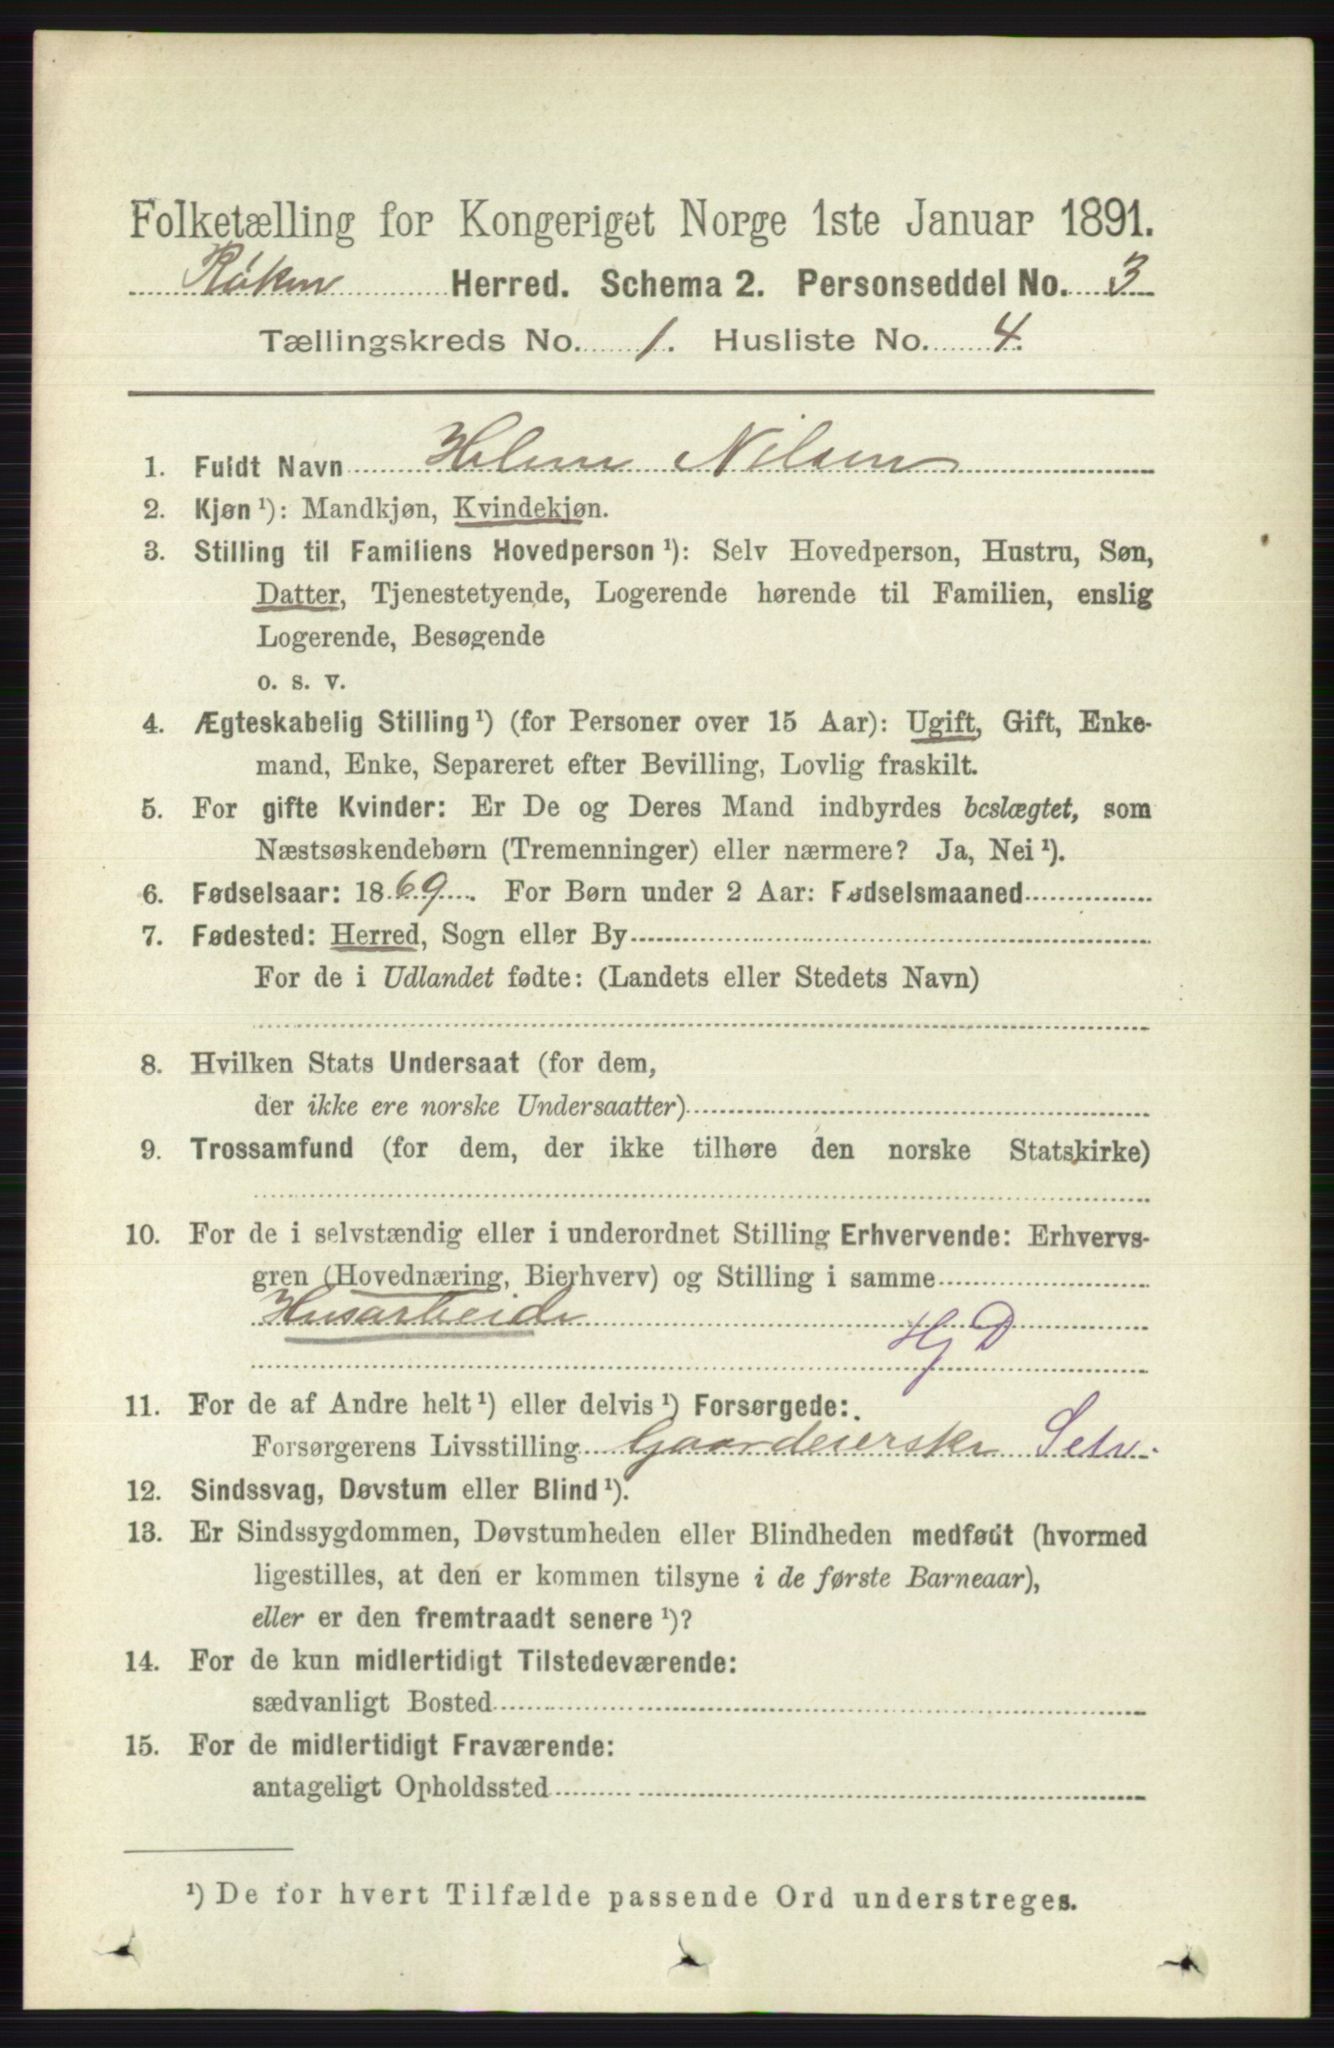 Folketælling for Kongeriget Norge 1ste Januar 1891.
Røken Herred. Schema 2. Personseddel No. 3
Tællingskreds No. 1. Husliste No. 4.
1. Fuldt Navn Helene Nilsen
2. Kjøn ¹): Mandkjøn, Kvindekjøn.
3. Stilling til Familiens Hovedperson ¹): Selv Hovedperson, Hustru, Søn,
Datter, Tjenestetyende, Logerende hørende til Familien, enslig
Logerende, Besøgende
o. s. v.
4. Ægteskabelig Stilling ¹) (for Personer over 15 Aar): Ugift, Gift, Enke-
mand, Enke, Separeret efter Bevilling, Lovlig fraskilt.
5. For gifte Kvinder: Er De og Deres Mand indbyrdes beslægtet, som
Næstsøskendebørn (Tremenninger) eller nærmere? Ja, Nei ¹).
6. Fødselsaar: 1869. For Børn under 2 Aar: Fødselsmaaned
7. Fødested: Herred, Sogn eller By
For de i Udlandet fødte: (Landets eller Stedets Navn)
8. Hvilken Stats Undersaat (for dem,
der ikke ere norske Undersaatter)
9. Trossamfund (for dem, der ikke tilhøre den norske Statskirke)
10. For de i selvstændig eller i underordnet Stilling Erhvervende: Erhvervs-
gren (Hovednæring, Bierhverv) og Stilling i samme
Husarbeide
HjD
11. For de af Andre helt ¹) eller delvis ¹) Forsørgede:
Forsørgerens Livsstilling Gaardeierske Selv.
12. Sindssvag, Døvstum eller Blind ¹).
13. Er Sindssygdommen, Døvstumheden eller Blindheden medfødt (hvormed
ligestilles, at den er kommen tilsyne i de første Barneaar),
eller er den fremtraadt senere ¹)?
14. For de kun midlertidigt Tilstedeværende:
sædvanligt Bosted
15. For de midlertidigt Fraværende:
antageligt Opholdssted
¹) De for hvert Tilfælde passende Ord understreges.